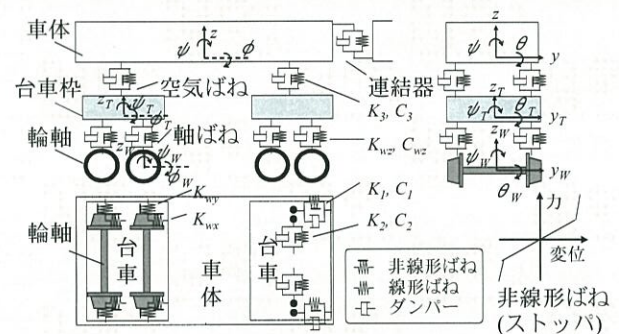 車体
z
ψ
φ
空気ばね
連結器
z
ψ
θ
y
台車枠
z_T
ψ_T
φ_T
K_3, C_3
z_T
ψ_T
θ_T
y_T
輪軸
z_W
ψ_W
φ_W
軸ばね
K_wz, C_wz
z_W
ψ_W
θ_W
y_W
K_wy
K_wx
K_1, C_1
K_2, C_2
輪軸
台車
車体
台車
非線形ばね
線形ばね
ダンパー
力
変位
非線形ばね
(ストッパ)